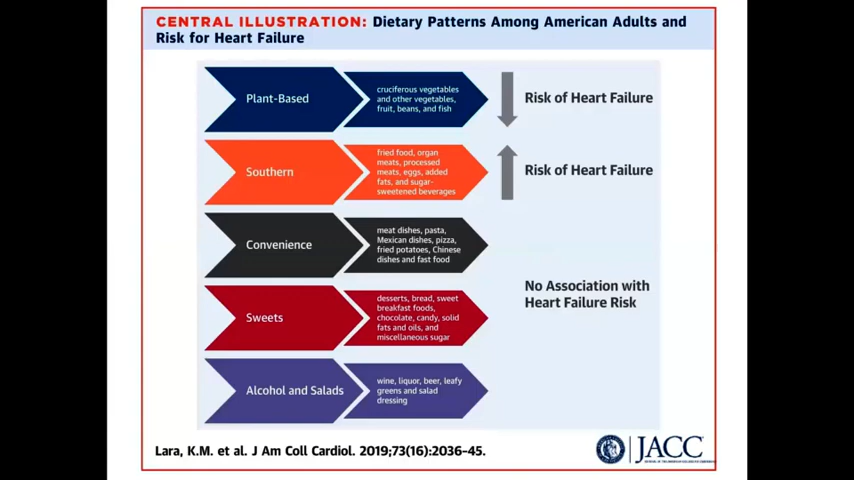 CENTRAL ILLUSTRATION: Dietary Patterns Among American Adults and
Risk for Heart Failure
Plant-Based
cruciferous vegetables
and other vegetables,
fruit, beans, and fish
Risk of Heart Failure
Southern
fried food, organ
meats, processed
meats, eggs, added
fats, and sugar-
sweetened beverages
Risk of Heart Failure
Convenience
meat dishes, pasta,
Mexican dishes, pizza,
fried potatoes, Chinese
dishes and fast food
No Association with
Heart Failure Risk
Sweets
desserts, bread, sweet
breakfast foods,
chocolate, candy, solid
fats and oils, and
miscellaneous sugar
Alcohol and Salads
wine, liquor, beer, leafy
greens and salad
dressing
Lara, K.M. et al. J Am Coll Cardiol. 2019;73(16):2036-45.
JACC